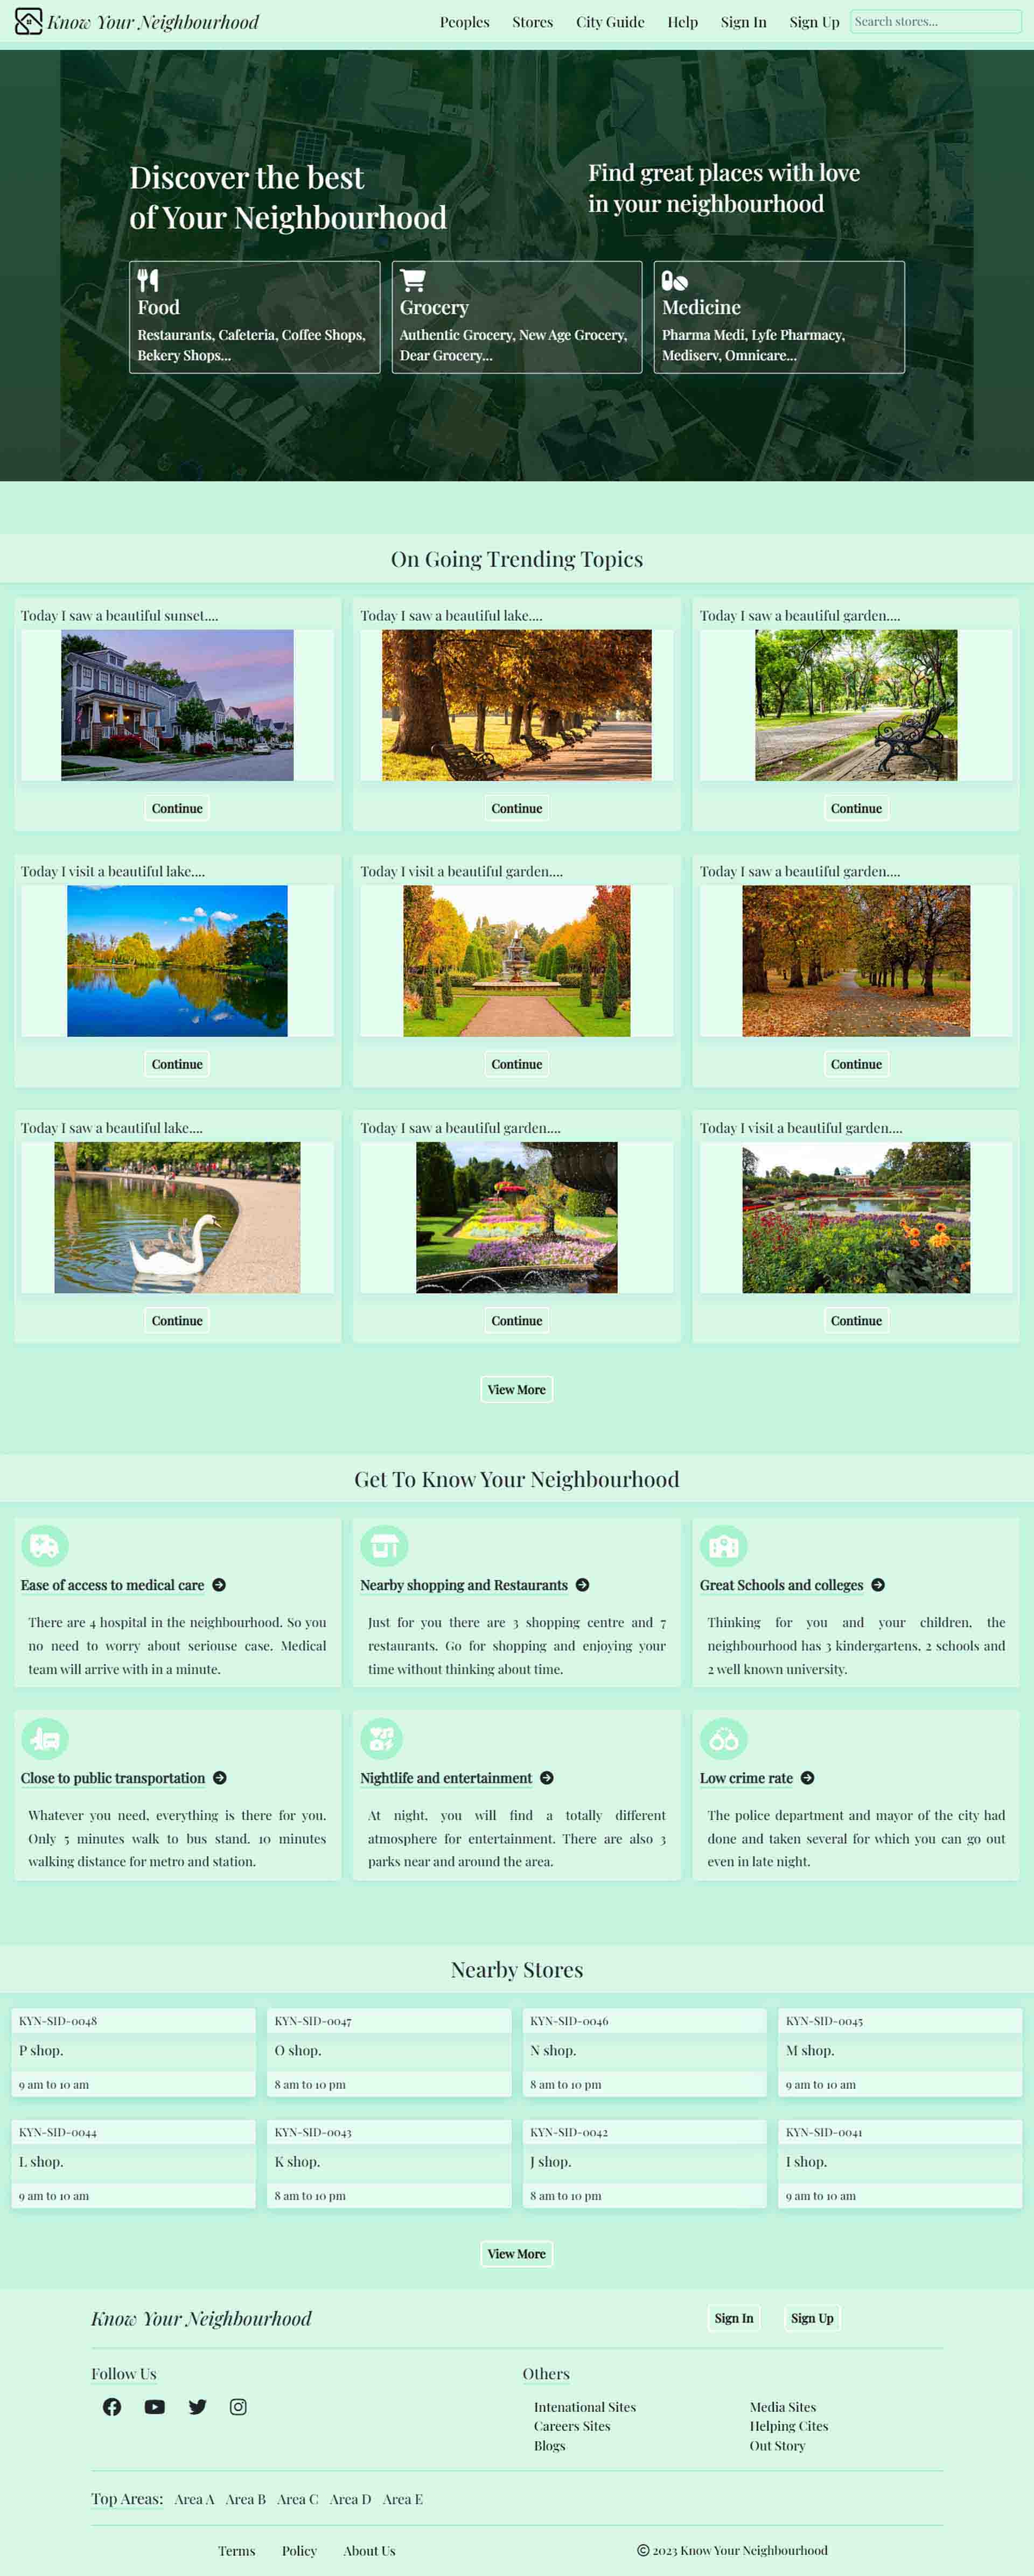 Know Your Neighbourhood
Peoples Stores City Guide Help Sign In Sign Up Search stores...
Discover the best
of Your Neighbourhood
Find great places with love
in your neighbourhood
Food
Restaurants, Cafeteria, Coffee Shops,
Bekery Shops...
Grocery
Authentic Grocery, New Age Grocery,
Dear Grocery...
Medicine
Pharma Medi, Lyfe Pharmacy,
Mediserv, Omnicare...
On Going Trending Topics
Today I saw a beautiful sunset....
Continue
Today I saw a beautiful lake....
Continue
Today I saw a beautiful garden....
Continue
Today I visit a beautiful lake....
Continue
Today I visit a beautiful garden....
Continue
Today I saw a beautiful garden....
Continue
Today I saw a beautiful lake....
Continue
Today I saw a beautiful garden....
Continue
Today I visit a beautiful garden....
Continue
View More
Get To Know Your Neighbourhood
Ease of access to medical care
There are 4 hospital in the neighbourhood. So you
no need to worry about seriouse case. Medical
team will arrive with in a minute.
Nearby shopping and Restaurants
Just for you there are 3 shopping centre and 7
restaurants. Go for shopping and enjoying your
time without thinking about time.
Great Schools and colleges
Thinking for you and your children, the
neighbourhood has 3 kindergartens, 2 schools and
2 well known university.
Close to public transportation
Whatever you need, everything is there for you.
Only 5 minutes walk to bus stand. 10 minutes
walking distance for metro and station.
Nightlife and entertainment
At night, you will find a totally different
atmosphere for entertainment. There are also 3
parks near and around the area.
Low crime rate
The police department and mayor of the city had
done and taken several for which you can go out
even in late night.
Nearby Stores
KYN-SID-0048
P shop.
9 am to 10 am
KYN-SID-0047
O shop.
8 am to 10 pm
KYN-SID-0046
N shop.
8 am to 10 pm
KYN-SID-0045
M shop.
9 am to 10 am
KYN-SID-0044
L shop.
9 am to 10 am
KYN-SID-0043
K shop.
8 am to 10 pm
KYN-SID-0042
J shop.
8 am to 10 pm
KYN-SID-0041
I shop.
9 am to 10 am
View More
Know Your Neighbourhood
Sign In Sign Up
Follow Us
Others
Intenational Sites
Careers Sites
Blogs
Media Sites
Helping Cites
Out Story
Top Areas: Area A Area B Area C Area D Area E
Terms Policy About Us
© 2023 Know Your Neighbourhood